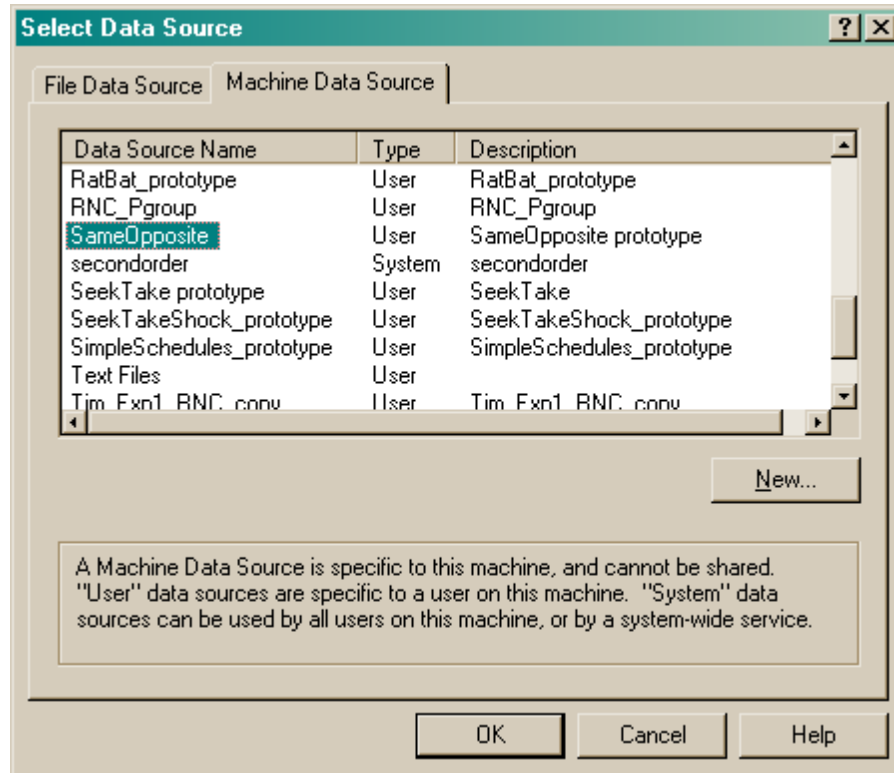 Select Data Source
File Data Source Machine Data Source
Data Source Name Type Description
RatBat_prototype User RatBat_prototype
RNC_Pgroup User RNC_Pgroup
SameOpposite User SameOpposite prototype
secondorder System secondorder
SeekTake prototype User SeekTake
SeekTakeShock_prototype User SeekTakeShock_prototype
SimpleSchedules_prototype User SimpleSchedules_prototype
Text Files User
Tim_Exp1_RNC_copy User Tim_Exp1_RNC_copy
New...
A Machine Data Source is specific to this machine, and cannot be shared.
"User" data sources are specific to a user on this machine. "System" data
sources can be used by all users on this machine, or by a system-wide service.
OK Cancel Help